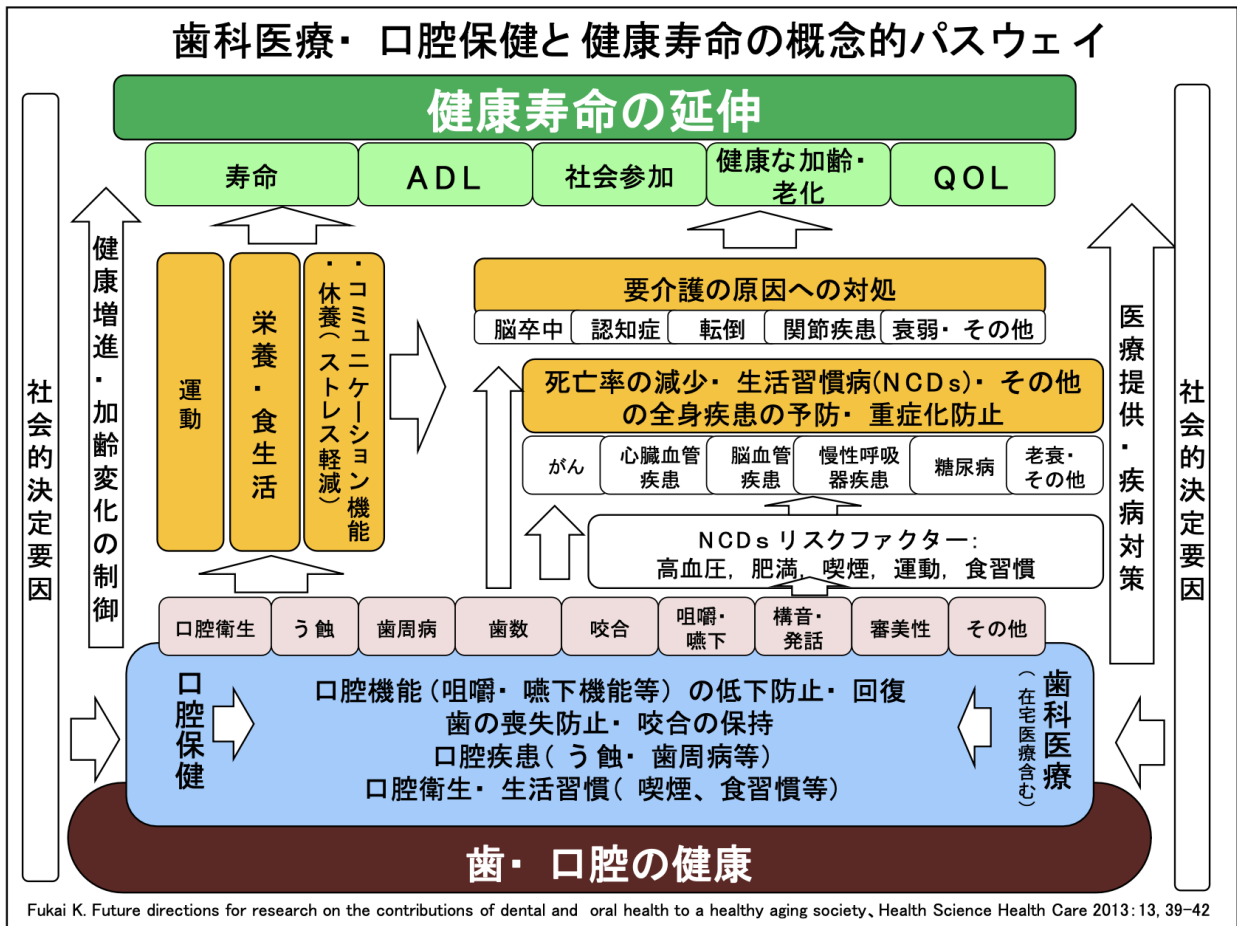 歯科医療・口腔保健と健康寿命の概念的パスウェイ
健康寿命の延伸
寿命
ADL
社会参加
健康な加齢・
老化
QOL
社会的決定要因
健康増進・加齢変化の制御
運動
栄養・食生活
・コミュニケーション機能
・休養(ストレス軽減)
要介護の原因への対処
脳卒中
認知症
転倒
関節疾患
衰弱・その他
死亡率の減少・生活習慣病(NCDs)・その他
の全身疾患の予防・重症化防止
がん
心臓血管
疾患
脳血管
疾患
慢性呼吸
器疾患
糖尿病
老衰・
その他
NCDsリスクファクター:
高血圧, 肥満, 喫煙, 運動, 食習慣
医療提供・疾病対策
社会的決定要因
口腔衛生
う蝕
歯周病
歯数
咬合
咀嚼・
嚥下
構音・
発話
審美性
その他
口腔保健
口腔機能(咀嚼・嚥下機能等)の低下防止・回復
歯の喪失防止・咬合の保持
口腔疾患(う蝕・歯周病等)
口腔衛生・生活習慣(喫煙、食習慣等)
歯科医療
(在宅医療含む)
歯・口腔の健康
Fukai K. Future directions for research on the contributions of dental and oral health to a healthy aging society、Health Science Health Care 2013:13, 39-42